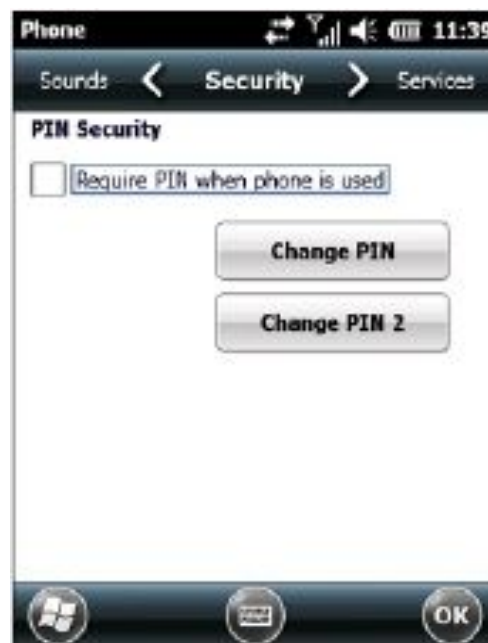 Phone 11:39
Sounds Security Services
PIN Security
Require PIN when phone is used
Change PIN
Change PIN 2
OK